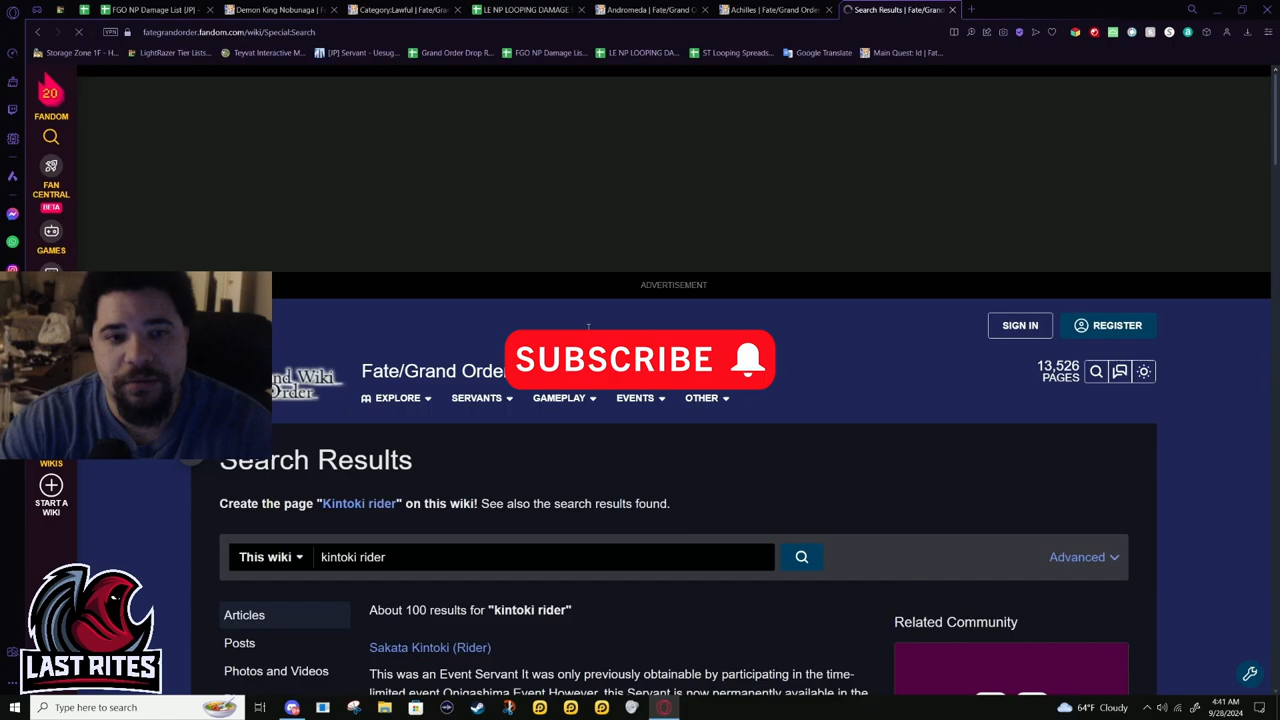 FGO NP Damage List [JP] -
Demon King Nobunaga | F
Category:Lawful | Fate/Gr
LE NP LOOPING DAMAGE
Andromeda | Fate/Grand O
Achilles | Fate/Grand Order
Search Results | Fate/Grand
VPN
fategrandorder.fandom.com/wiki/Special:Search
Storage Zone 1F - H...
LightRazer Tier Lists...
Teyvat Interactive M...
[JP] Servant - Uesug...
Grand Order Drop R...
FGO NP Damage Lis...
LE NP LOOPING DA...
ST Looping Spreads...
Google Translate
Main Quest: Id | Fat...
20
FANDOM
FAN
CENTRAL
BETA
GAMES
WIKIS
START A
WIKI
ADVERTISEMENT
SIGN IN
REGISTER
SUBSCRIBE
nd Wiki
Order
Fate/Grand Order
13,526
PAGES
EXPLORE
SERVANTS
GAMEPLAY
EVENTS
OTHER
Search Results
Create the page "Kintoki rider" on this wiki! See also the search results found.
This wiki
kintoki rider
Advanced
Articles
About 100 results for "kintoki rider"
Related Community
Posts
Sakata Kintoki (Rider)
Photos and Videos
This was an Event Servant It was only previously obtainable by participating in the time-
limited event Onigashima Event However, this Servant is now permanently available in the
LAST RITES
Type here to search
64°F Cloudy
4:41 AM
9/28/2024